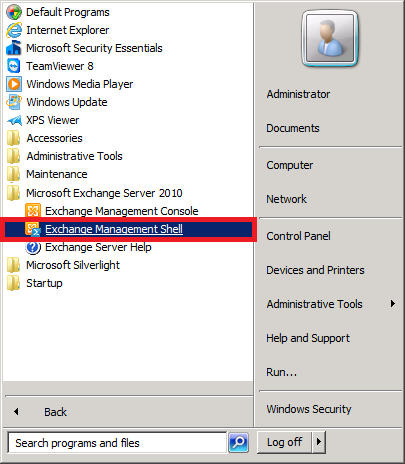 Default Programs
Internet Explorer
Microsoft Security Essentials
TeamViewer 8
Windows Media Player
Windows Update
XPS Viewer
Accessories
Administrative Tools
Maintenance
Microsoft Exchange Server 2010
Exchange Management Console
Exchange Management Shell
Exchange Server Help
Microsoft Silverlight
Startup
Back
Search programs and files
Administrator
Documents
Computer
Network
Control Panel
Devices and Printers
Administrative Tools
Help and Support
Run...
Windows Security
Log off